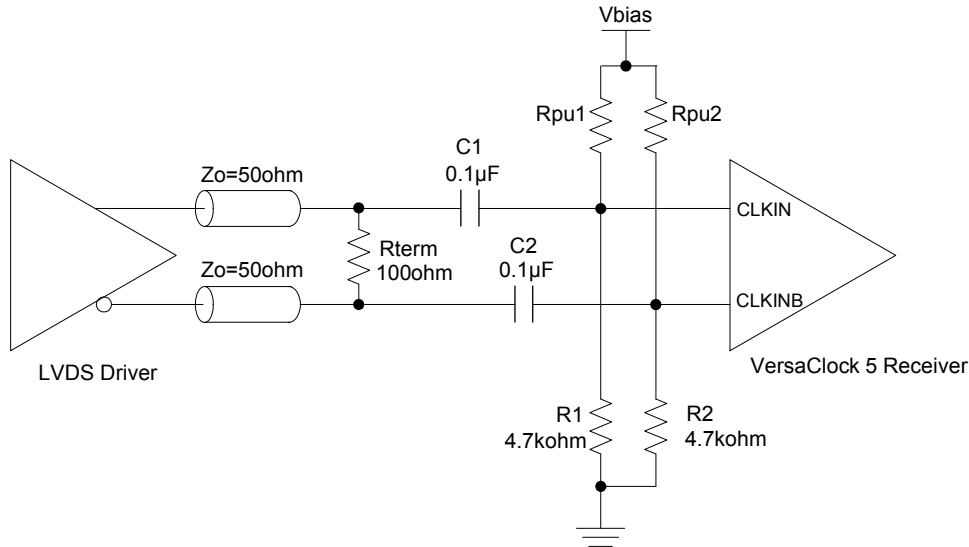 Vbias
Rpu1
Rpu2
C1
0.1µF
Zo=50ohm
CLKIN
Rterm
100ohm
C2
0.1µF
Zo=50ohm
CLKINB
LVDS Driver
VersaClock 5 Receiver
R1
4.7kohm
R2
4.7kohm